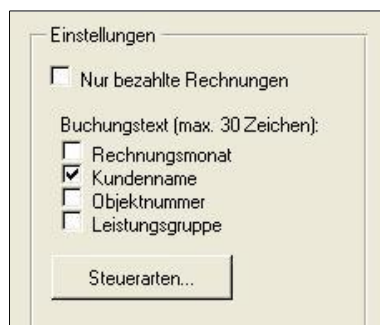 Einstellungen
Nur bezahlte Rechnungen
Buchungstext (max. 30 Zeichen):
Rechnungsmonat
Kundenname
Objektnummer
Leistungsgruppe
Steuerarten...